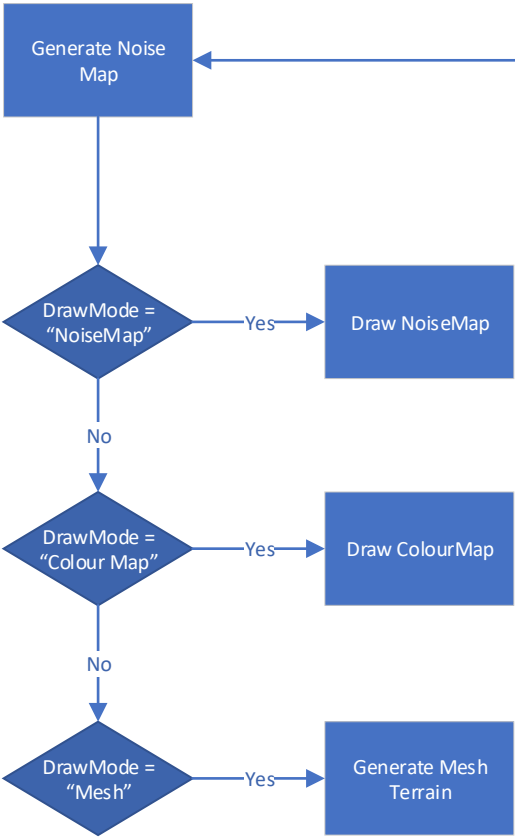 Generate Noise
Map
DrawMode =
“NoiseMap”
Yes
Draw NoiseMap
No
DrawMode =
“Colour Map”
Yes
Draw ColourMap
No
DrawMode =
“Mesh”
Yes
Generate Mesh
Terrain